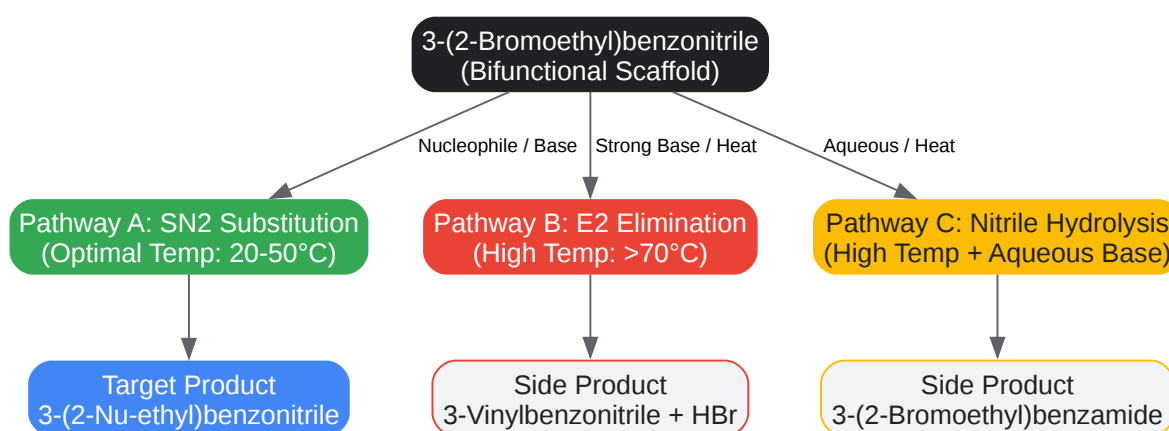 3-(2-Bromoethyl)benzonitrile
(Bifunctional Scaffold)
Nucleophile / Base
Strong Base / Heat
Aqueous / Heat
Pathway A: SN2 Substitution
(Optimal Temp: 20-50°C)
Pathway B: E2 Elimination
(High Temp: >70°C)
Pathway C: Nitrile Hydrolysis
(High Temp + Aqueous Base)
Target Product
3-(2-Nu-ethyl)benzonitrile
Side Product
3-Vinylbenzonitrile + HBr
Side Product
3-(2-Bromoethyl)benzamide